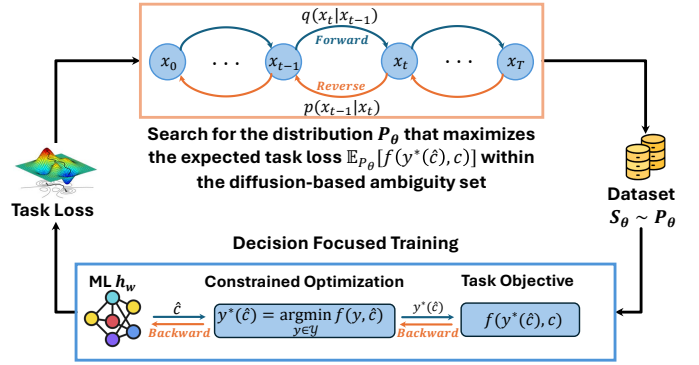 q(x_t|x_{t-1})
Forward
x_0 · · · x_{t-1} x_t · · · x_T
Reverse
p(x_{t-1}|x_t)
Search for the distribution P_θ that maximizes
the expected task loss 𝔼_{P_θ}[f(y*(ĉ), c)] within
the diffusion-based ambiguity set
Task Loss
Dataset
S_θ ~ P_θ
Decision Focused Training
ML h_w
Constrained Optimization
Task Objective
ĉ
y*(ĉ) = argmin f(y, ĉ)
y∈𝒴
Backward
y*(ĉ)
Backward
f(y*(ĉ), c)